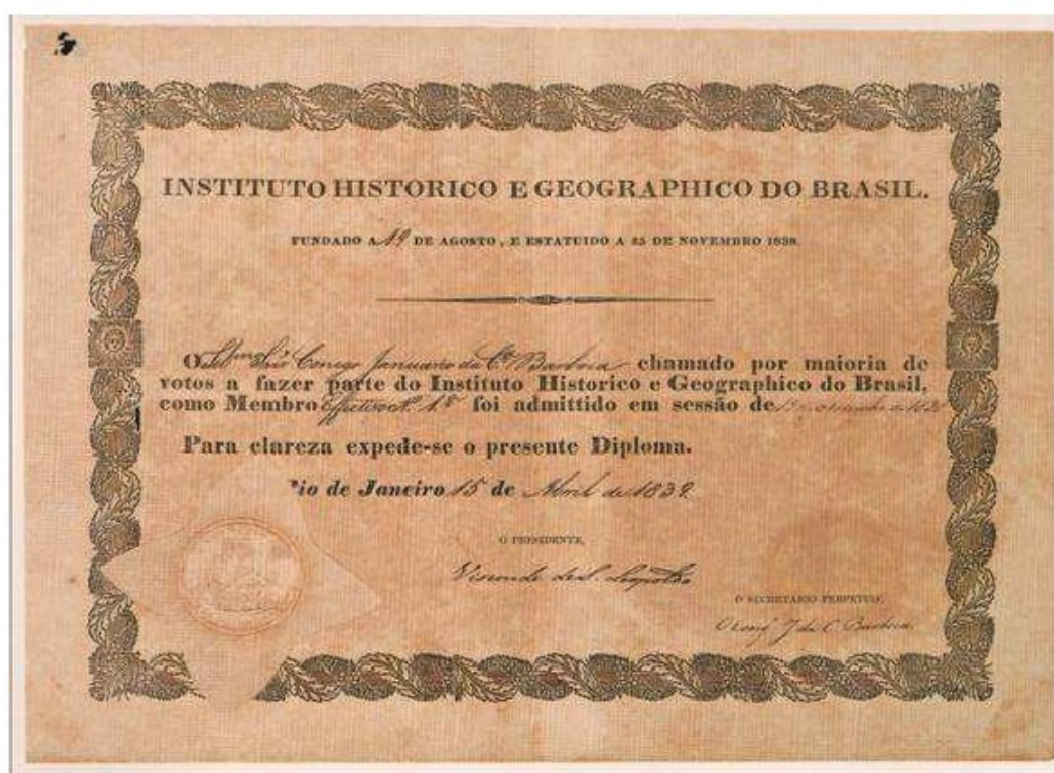 INSTITUTO HISTORICO E GEOGRAPHICO DO BRASIL.
FUNDADO A 19 DE AGOSTO, E ESTATUIDO A 25 DE NOVEMBRO 1838.
O Illmo Snr Conego Januario da Ca Barboza chamado por maioria de
votos a fazer parte do Instituto Historico e Geographico do Brasil,
como Membro Effectivo foi admittido em sessão de
Para clareza expede-se o presente Diploma.
io de Janeiro 15 de Abril de 1839.
O PRESIDENTE,
Visconde de S. Leopoldo
O SECRETARIO PERPETUO,
J da C. Barboza